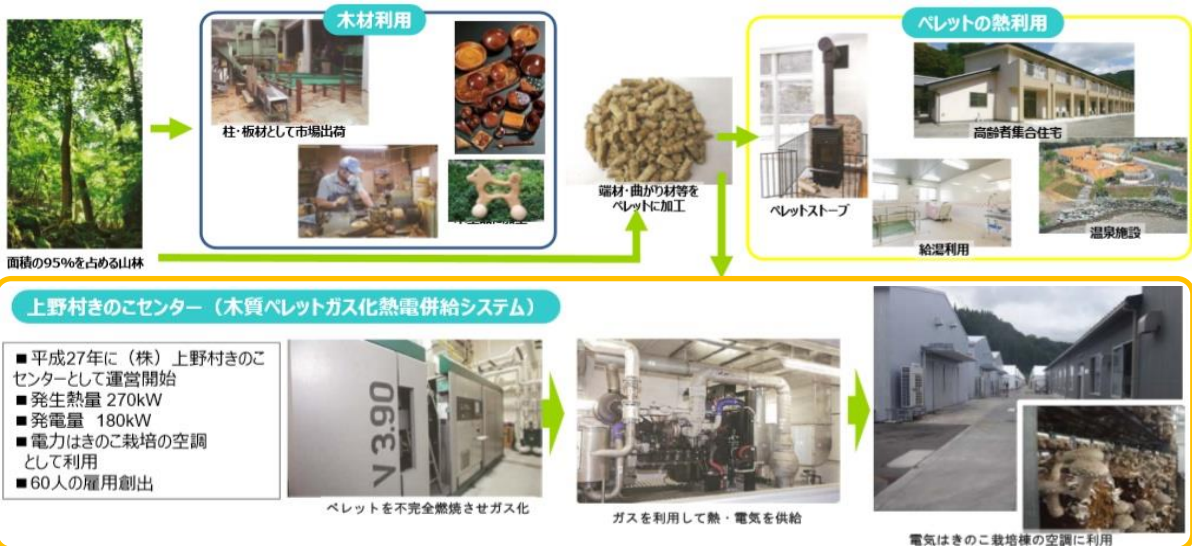 木材利用
柱・板材として市場出荷
面積の95%を占める山林
端材・曲がり材等を
ペレットに加工
ペレットの熱利用
ペレットストーブ
高齢者集合住宅
給湯利用
温泉施設
上野村きのこセンター(木質ペレットガス化熱電併給システム)
■平成27年に(株)上野村きのこ
センターとして運営開始
■発生熱量 270kW
■発電量 180kW
■電力はきのこ栽培の空調
として利用
■60人の雇用創出
V 3.90
ペレットを不完全燃焼させガス化
ガスを利用して熱・電気を供給
電気はきのこ栽培棟の空調に利用